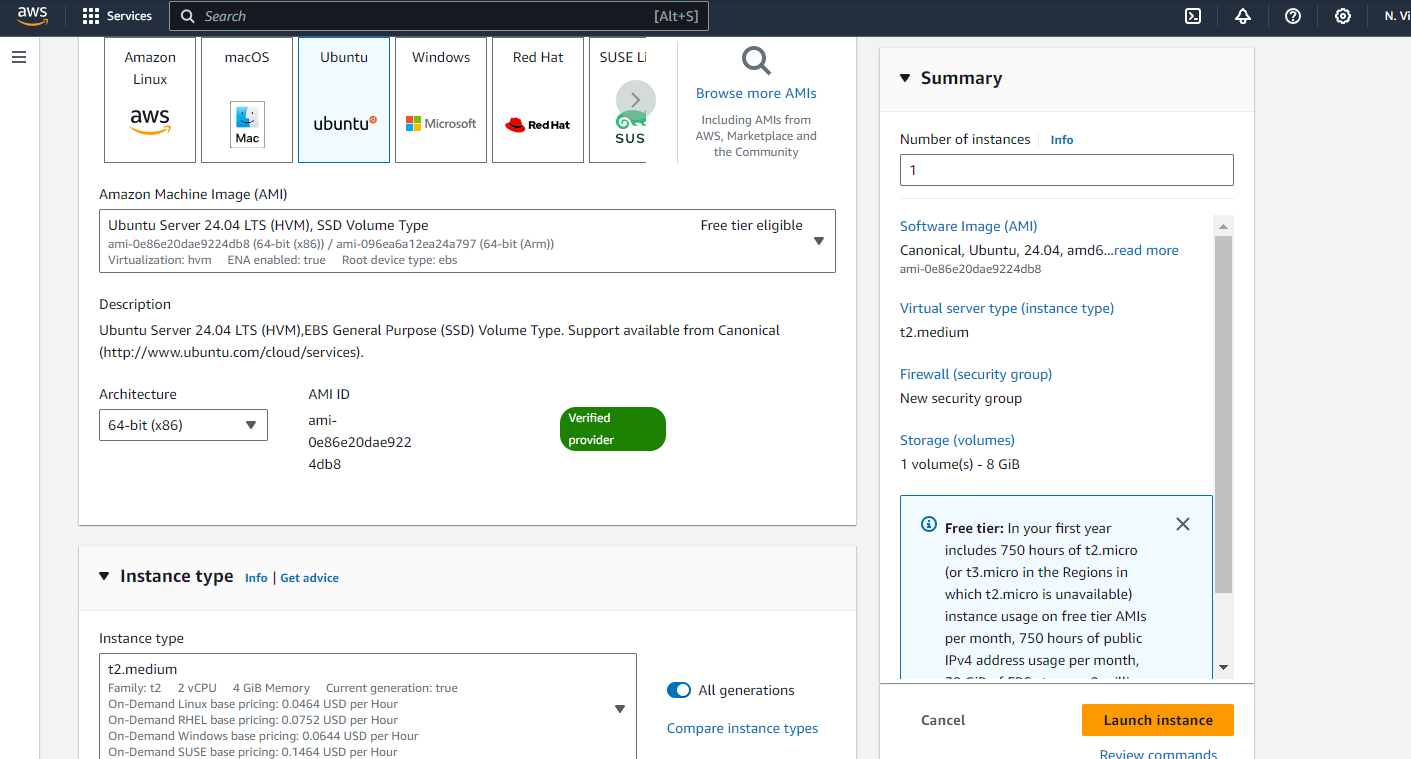 aws
Services
Search
[Alt+S]
N. Vi
Amazon
Linux
aws
macOS
Mac
Ubuntu
ubuntu
Windows
Microsoft
Red Hat
Red Hat
SUSE Li
SUS
Browse more AMIs
Including AMIs from
AWS, Marketplace and
the Community
Amazon Machine Image (AMI)
Ubuntu Server 24.04 LTS (HVM), SSD Volume Type
Free tier eligible
ami-0e86e20dae9224db8 (64-bit (x86)) / ami-096ea6a12ea24a797 (64-bit (Arm))
Virtualization: hvm ENA enabled: true Root device type: ebs
Description
Ubuntu Server 24.04 LTS (HVM),EBS General Purpose (SSD) Volume Type. Support available from Canonical
(http://www.ubuntu.com/cloud/services).
Architecture
64-bit (x86)
AMI ID
ami-
0e86e20dae922
4db8
Verified
provider
Instance type Info | Get advice
Instance type
t2.medium
Family: t2 2 vCPU 4 GiB Memory Current generation: true
On-Demand Linux base pricing: 0.0464 USD per Hour
On-Demand RHEL base pricing: 0.0752 USD per Hour
On-Demand Windows base pricing: 0.0644 USD per Hour
On-Demand SUSE base pricing: 0.1464 USD per Hour
All generations
Compare instance types
Summary
Number of instances Info
1
Software Image (AMI)
Canonical, Ubuntu, 24.04, amd6...read more
ami-0e86e20dae9224db8
Virtual server type (instance type)
t2.medium
Firewall (security group)
New security group
Storage (volumes)
1 volume(s) - 8 GiB
Free tier: In your first year
includes 750 hours of t2.micro
(or t3.micro in the Regions in
which t2.micro is unavailable)
instance usage on free tier AMIs
per month, 750 hours of public
IPv4 address usage per month,
Cancel
Launch instance
Review commands